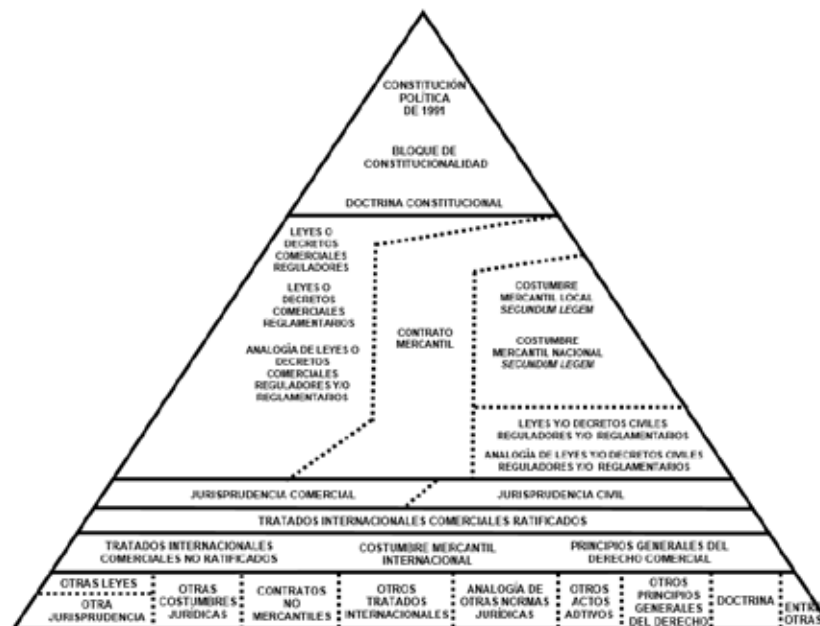 CONSTITUCIÓN
POLÍTICA
DE 1991
BLOQUE DE
CONSTITUCIONALIDAD
DOCTRINA CONSTITUCIONAL
LEYES O
DECRETOS
COMERCIALES
REGULADORES
LEYES O
DECRETOS
COMERCIALES
REGLAMENTARIOS
ANALOGÍA DE LEYES O
DECRETOS
COMERCIALES
REGULADORES Y/O
REGLAMENTARIOS
CONTRATO
MERCANTIL
COSTUMBRE
MERCANTIL LOCAL
SECUNDUM LEGEM
COSTUMBRE
MERCANTIL NACIONAL
SECUNDUM LEGEM
LEYES Y/O DECRETOS CIVILES
REGULADORES Y/O REGLAMENTARIOS
ANALOGÍA DE LEYES Y/O DECRETOS CIVILES
REGULADORES Y/O REGLAMENTARIOS
JURISPRUDENCIA COMERCIAL
JURISPRUDENCIA CIVIL
TRATADOS INTERNACIONALES COMERCIALES RATIFICADOS
TRATADOS INTERNACIONALES
COMERCIALES NO RATIFICADOS
COSTUMBRE MERCANTIL
INTERNACIONAL
PRINCIPIOS GENERALES DEL
DERECHO COMERCIAL
OTRAS LEYES
OTRA
JURISPRUDENCIA
OTRAS
COSTUMBRES
JURÍDICAS
CONTRATOS
NO
MERCANTILES
OTROS
TRATADOS
INTERNACIONALES
ANALOGÍA DE
OTRAS NORMAS
JURÍDICAS
OTROS
ACTOS
ADTIVOS
OTROS
PRINCIPIOS
GENERALES
DEL DERECHO
DOCTRINA
ENTRE
OTRAS